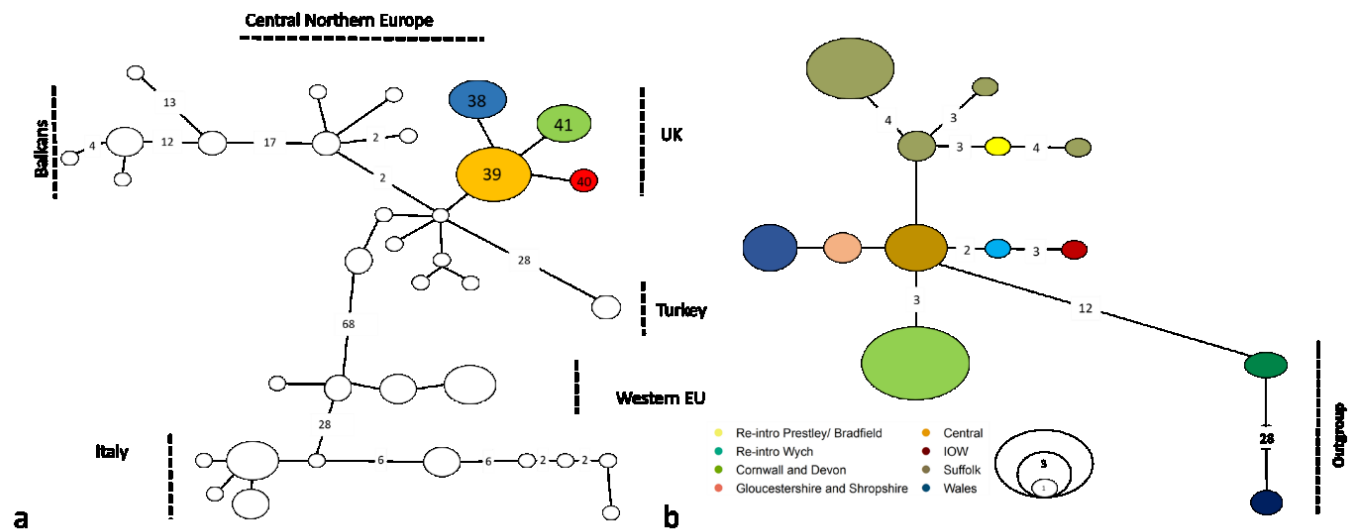 Central Northern Europe
13
4
12
17
2
2
38
41
39
40
Balkans
UK
28
Turkey
68
Western EU
28
Italy
6
6
2
2
a
4
3
3
4
2
3
3
12
28
Outgroup
Re-intro Prestley/ Bradfield
Re-intro Wych
Cornwall and Devon
Gloucestershire and Shropshire
Central
IOW
Suffolk
Wales
3
1
b